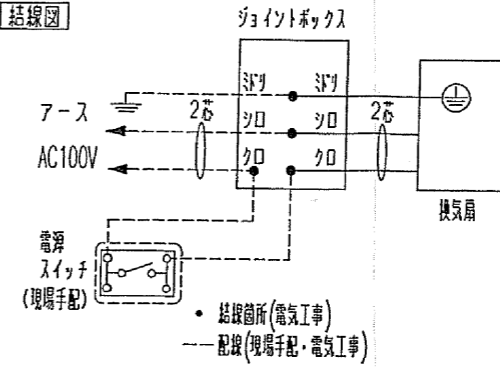 結線図
ジョイントボックス
ミドリ ミドリ
アース
2芯 シロ シロ 2芯
AC100V
クロ クロ
換気扇
電源
スイッチ
(現場手配)
● 結線箇所(電気工事)
---- 配線(現場手配・電気工事)